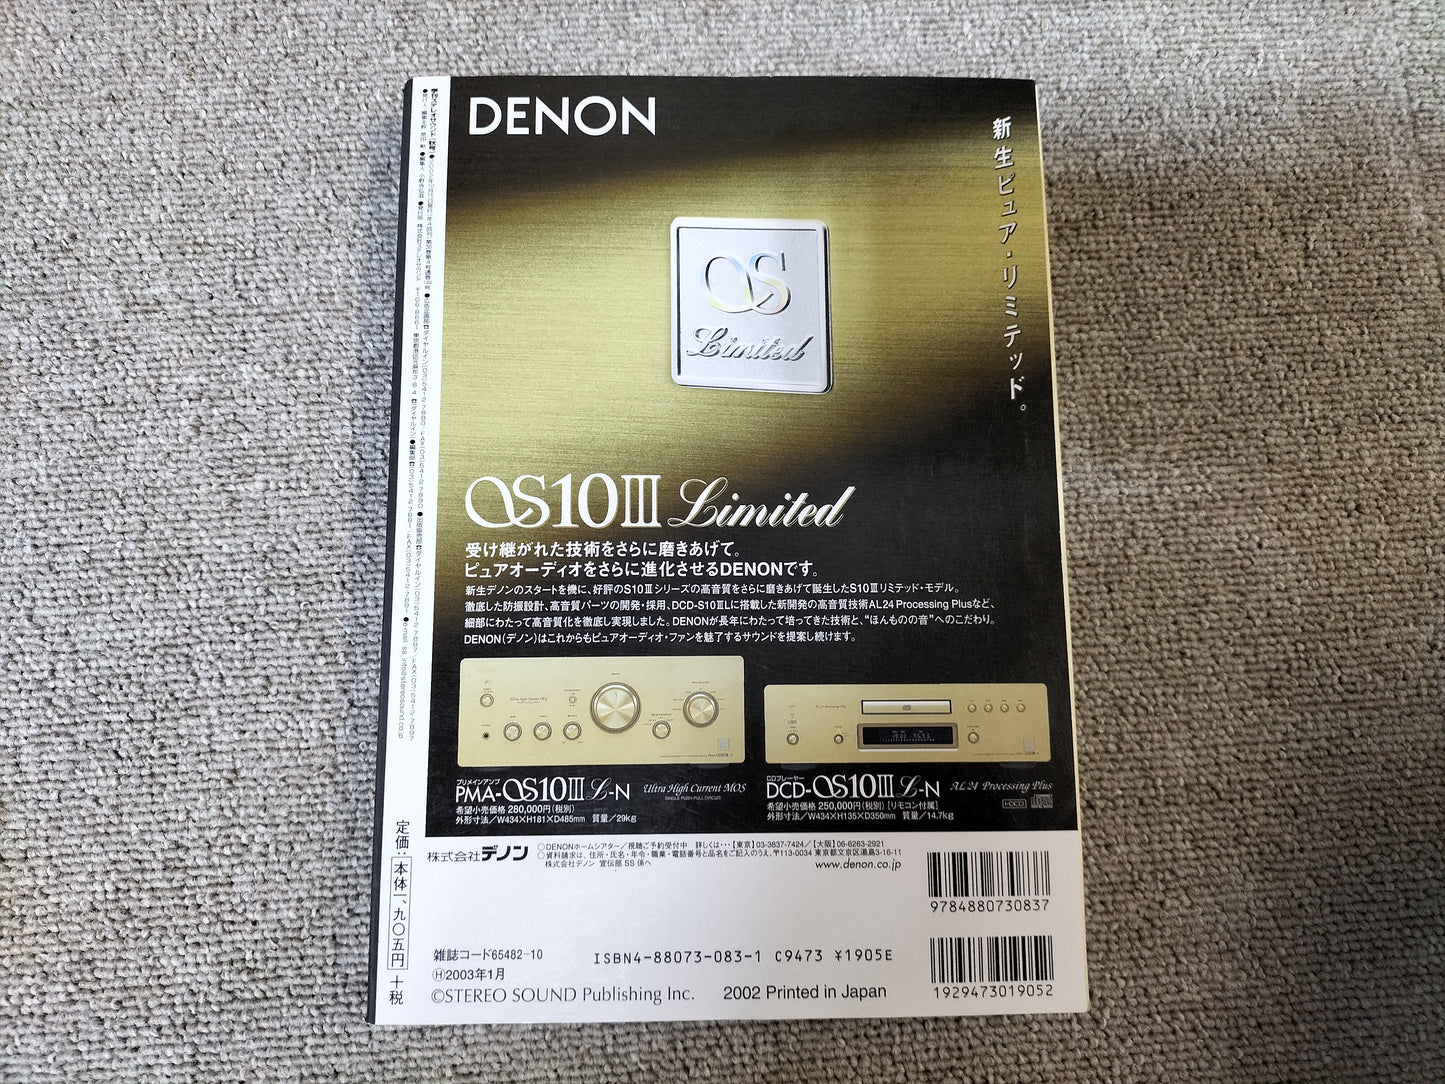 DENON
新生ピュア・リミテッド。
S
Limited
S10III Limited
受け継がれた技術をさらに磨きあげて。
ピュアオーディオをさらに進化させるDENONです。
新生デノンのスタートを機に、好評のS10IIIシリーズの高音質をさらに磨きあげて誕生したS10IIIリミテッド・モデル。
徹底した防振設計、高音質パーツの開発・採用、DCD-S10IIILに搭載した新開発の高音質技術AL24 Processing Plusなど、
細部にわたって高音質化を徹底し実現しました。DENONが長年にわたって培ってきた技術と、“ほんものの音”へのこだわり。
DENON(デノン)はこれからもピュアオーディオ・ファンを魅了するサウンドを提案し続けます。
プリメインアンプ
PMA-S10III L-N
Ultra High Current MOS
SINGLE PUSH-PULL CIRCUIT
希望小売価格 280,000円(税別)
外形寸法/W434×H181×D485mm 質量/29kg
CDプレーヤー
DCD-S10III L-N
AL 24 Processing Plus
希望小売価格 250,000円(税別) [リモコン付属]
外形寸法/W434×H135×D350mm 質量/14.7kg
HDCD
株式会社デノン
○DENONホームシアター/視聴ご予約受付中 詳しくは…【東京】03-3837-7424/【大阪】06-6263-2921
○資料請求は、住所・氏名・年令・職業・電話番号と品名をご記入のうえ、〒113-0034 東京都文京区湯島3-16-11
株式会社デノン 宣伝部 SS 係へ
www.denon.co.jp
9784880730837
雑誌コード65482-10
ISBN4-88073-083-1 C9473 ¥1905E
Ⓗ2003年1月
©STEREO SOUND Publishing Inc.
2002 Printed in Japan
1929473019052
定価:本体一、九〇五円+税